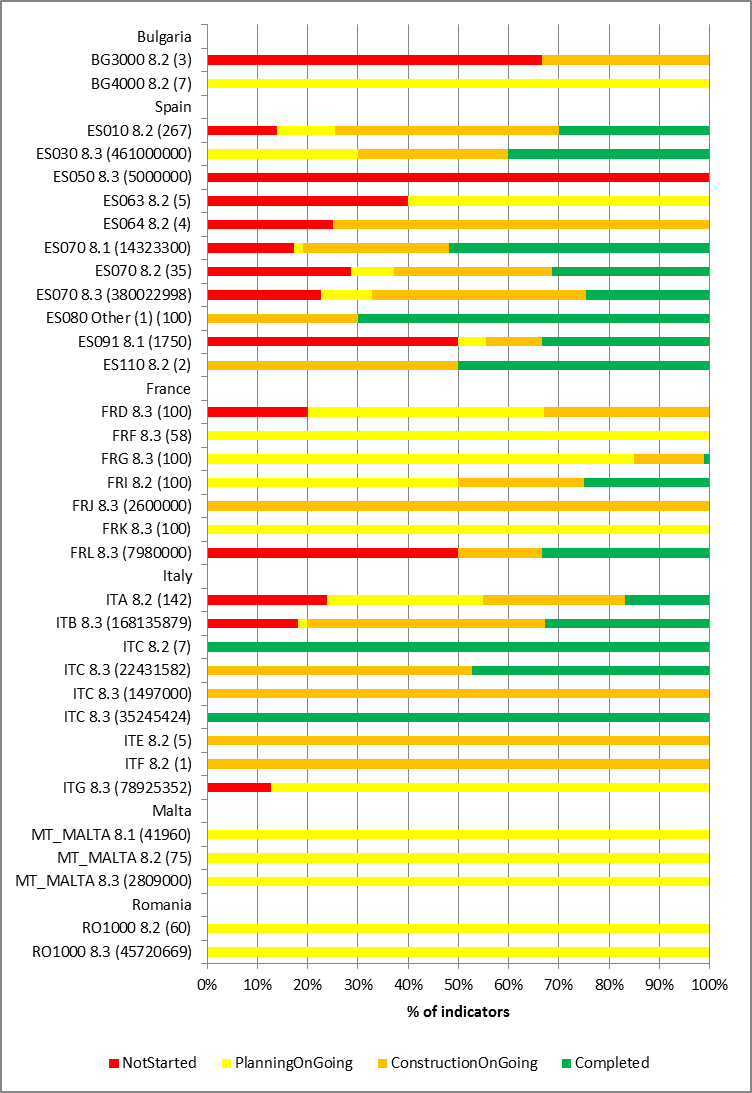 Bulgaria
BG3000 8.2 (3)
BG4000 8.2 (7)
Spain
ES010 8.2 (267)
ES030 8.3 (461000000)
ES050 8.3 (5000000)
ES063 8.2 (5)
ES064 8.2 (4)
ES070 8.1 (14323300)
ES070 8.2 (35)
ES070 8.3 (380022998)
ES080 Other (1) (100)
ES091 8.1 (1750)
ES110 8.2 (2)
France
FRD 8.3 (100)
FRF 8.3 (58)
FRG 8.3 (100)
FRI 8.2 (100)
FRJ 8.3 (2600000)
FRK 8.3 (100)
FRL 8.3 (7980000)
Italy
ITA 8.2 (142)
ITB 8.3 (168135879)
ITC 8.2 (7)
ITC 8.3 (22431582)
ITC 8.3 (1497000)
ITC 8.3 (35245424)
ITE 8.2 (5)
ITF 8.2 (1)
ITG 8.3 (78925352)
Malta
MT_MALTA 8.1 (41960)
MT_MALTA 8.2 (75)
MT_MALTA 8.3 (2809000)
Romania
RO1000 8.2 (60)
RO1000 8.3 (45720669)
0% 10% 20% 30% 40% 50% 60% 70% 80% 90% 100%
% of indicators
NotStarted PlanningOnGoing ConstructionOnGoing Completed